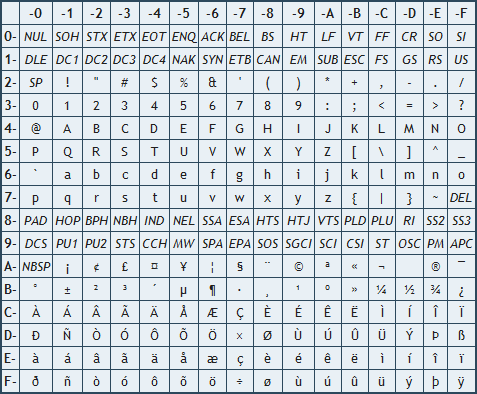 -0 -1 -2 -3 -4 -5 -6 -7 -8 -9 -A -B -C -D -E -F
0- NUL SOH STX ETX EOT ENQ ACK BEL BS HT LF VT FF CR SO SI
1- DLE DC1 DC2 DC3 DC4 NAK SYN ETB CAN EM SUB ESC FS GS RS US
2- SP ! " # $ % & ' ( ) * + , - . /
3- 0 1 2 3 4 5 6 7 8 9 : ; < = > ?
4- @ A B C D E F G H I J K L M N O
5- P Q R S T U V W X Y Z [ \ ] ^ _
6- ` a b c d e f g h i j k l m n o
7- p q r s t u v w x y z { | } ~ DEL
8- PAD HOP BPH NBH IND NEL SSA ESA HTS HTJ VTS PLD PLU RI SS2 SS3
9- DCS PU1 PU2 STS CCH MW SPA EPA SOS SGCI SCI CSI ST OSC PM APC
A- NBSP ¡ ¢ £ ¤ ¥ ¦ § ¨ © ª « ¬ ® ¯
B- ° ± ² ³ ´ µ ¶ · ¸ ¹ º » ¼ ½ ¾ ¿
C- À Á Â Ã Ä Å Æ Ç È É Ê Ë Ì Í Î Ï
D- Ð Ñ Ò Ó Ô Õ Ö × Ø Ù Ú Û Ü Ý Þ ß
E- à á â ã ä å æ ç è é ê ë ì í î ï
F- ð ñ ò ó ô õ ö ÷ ø ù ú û ü ý þ ÿ